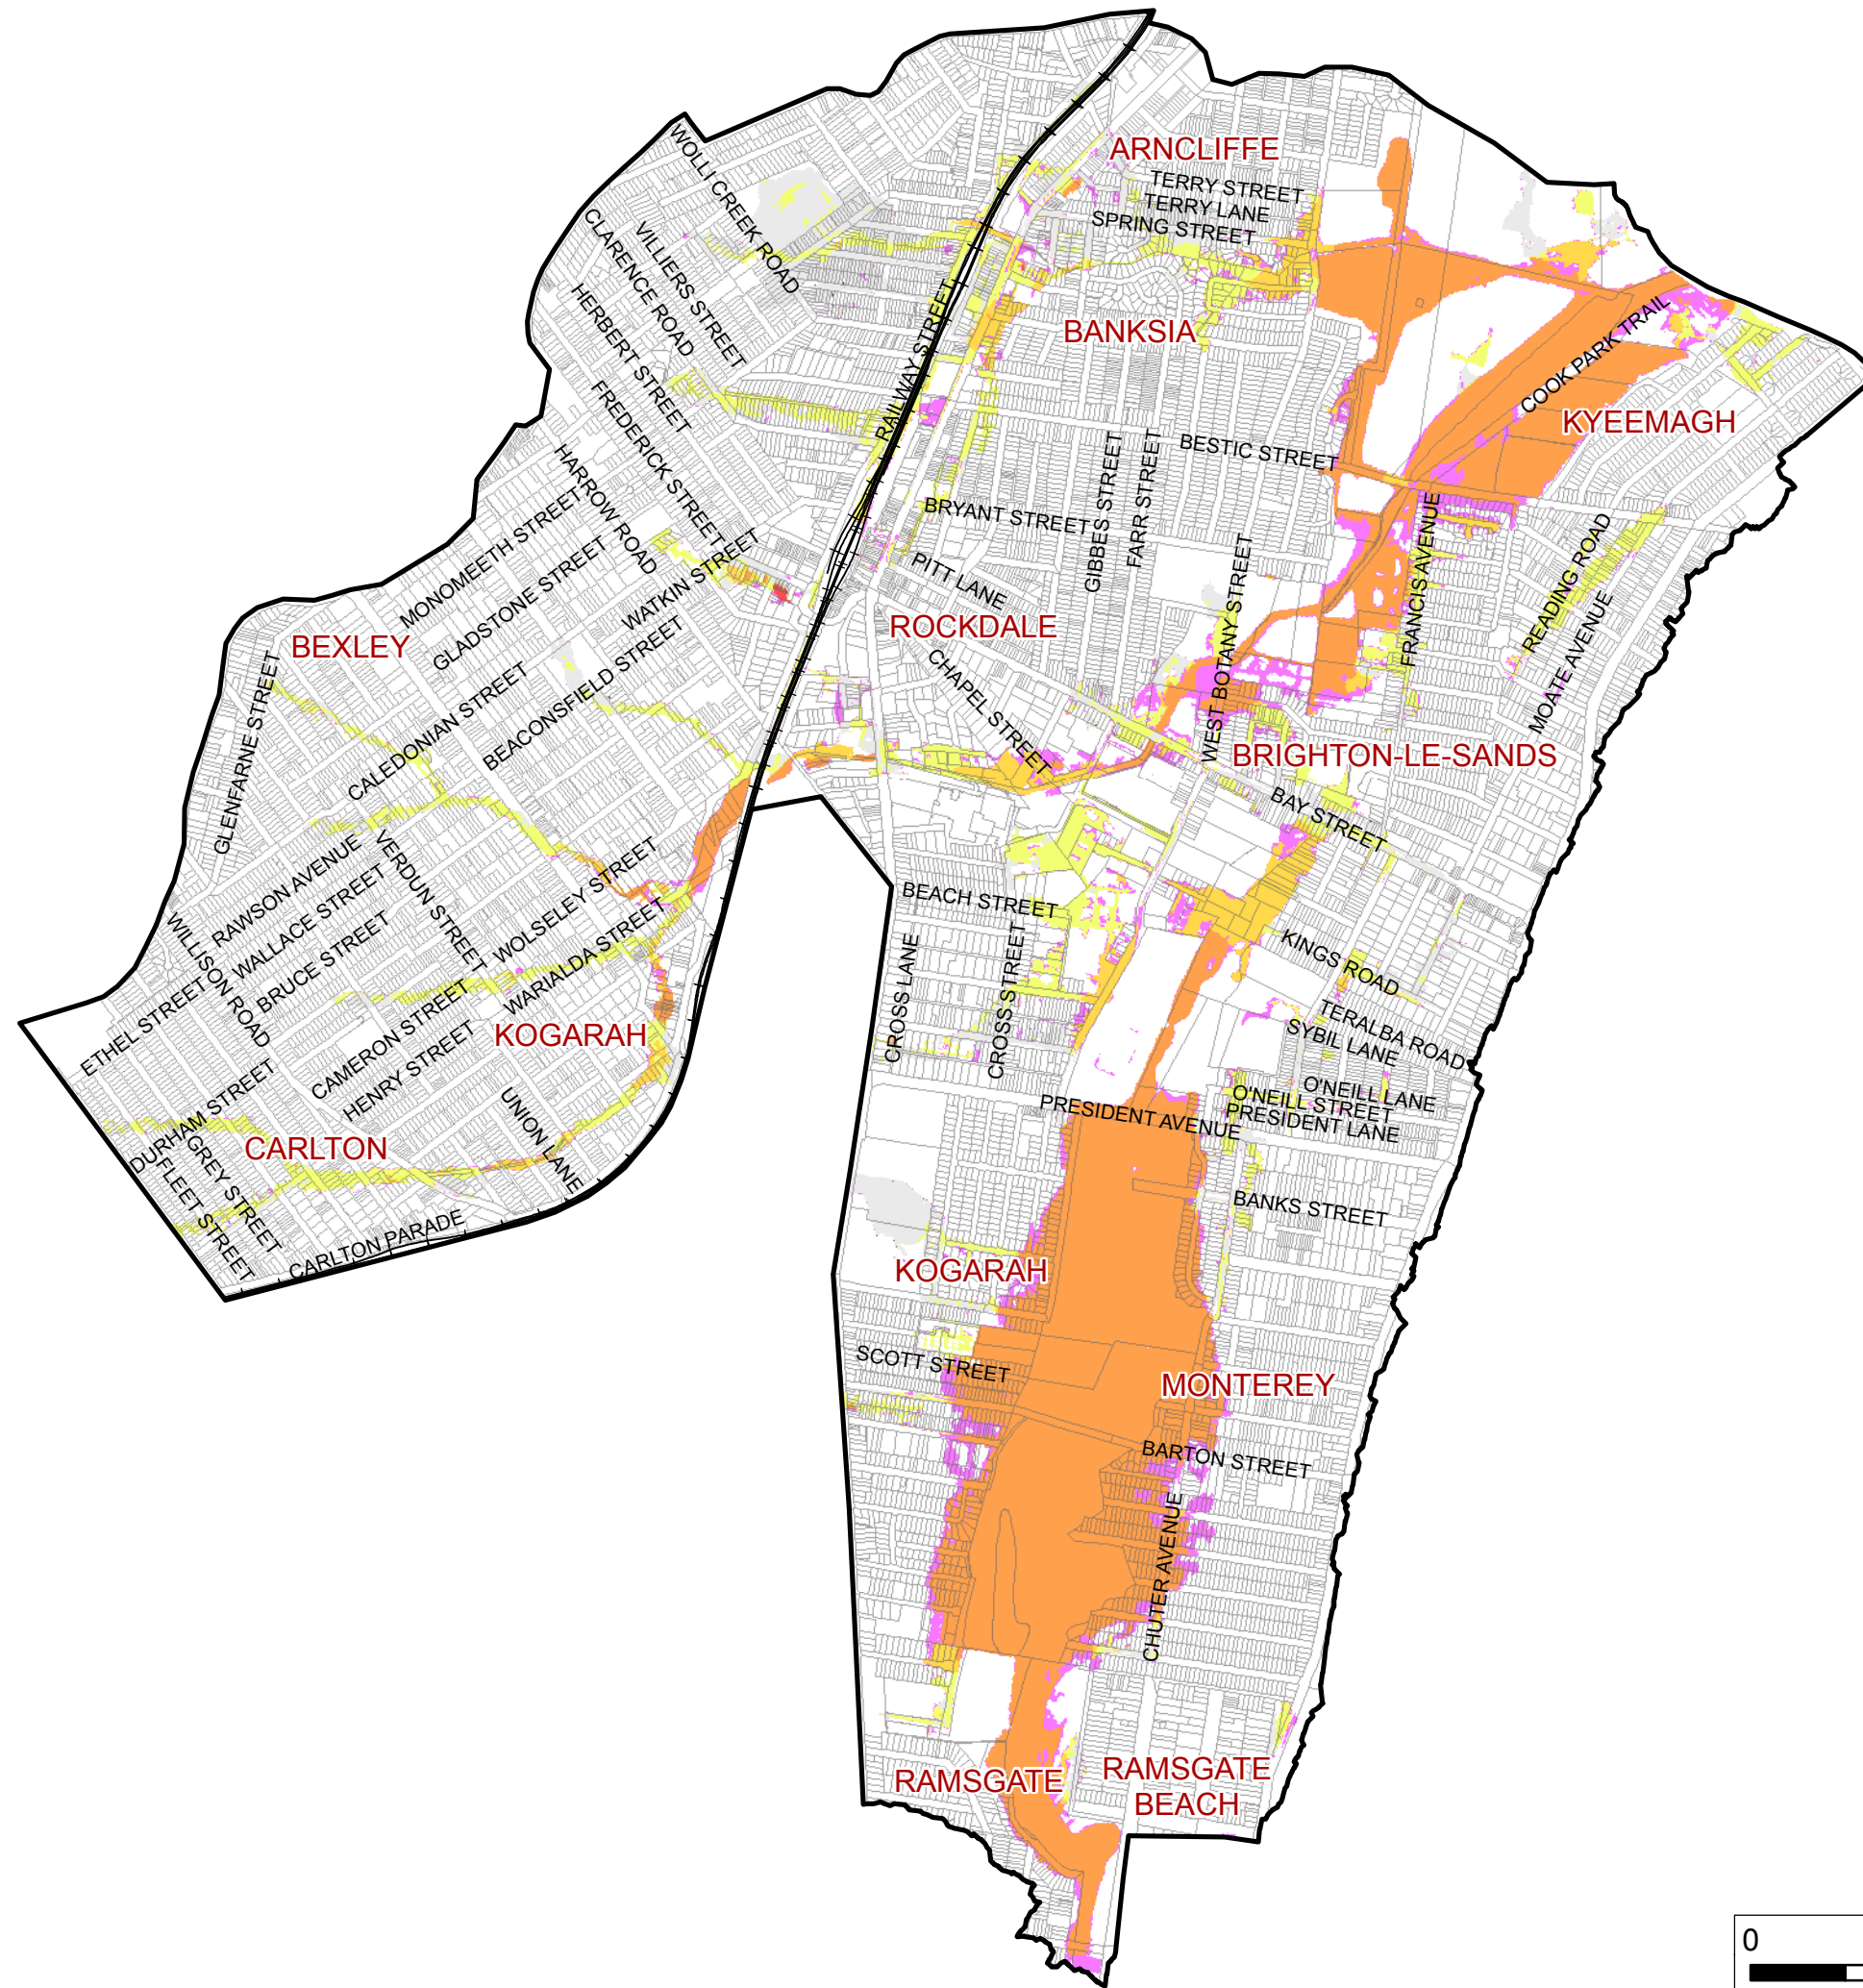 ARNCLIFFE
TERRY STREET
TERRY LANE
SPRING STREET
WOLLI CREEK ROAD
VILLIERS STREET
CLARENCE ROAD
HERBERT STREET
RAILWAY STREET
BANKSIA
COOK PARK TRAIL
KYEEMAGH
FREDERICK STREET
HARROW ROAD
BESTIC STREET
GIBBES STREET
FARR STREET
BRYANT STREET
MONOMEETH STREET
GLADSTONE STREET
WATKIN STREET
PITT LANE
WEST BOTANY STREET
FRANCIS AVENUE
READING ROAD
MOATE AVENUE
BEXLEY
ROCKDALE
CHAPEL STREET
GLENFARNE STREET
CALEDONIAN STREET
BEACONSFIELD STREET
BRIGHTON-LE-SANDS
BAY STREET
RAWSON AVENUE
VERDUN STREET
WALLACE STREET
BRUCE STREET
WILLISON ROAD
ETHEL STREET
WOLSELEY STREET
WARIALDA STREET
CAMERON STREET
HENRY STREET
KOGARAH
BEACH STREET
CROSS LANE
CROSS STREET
KINGS ROAD
TERALBA ROAD
SYBIL LANE
O'NEILL LANE
O'NEILL STREET
PRESIDENT LANE
PRESIDENT AVENUE
DURHAM STREET
CARLTON
GREY STREET
FLEET STREET
UNION LANE
CARLTON PARADE
BANKS STREET
KOGARAH
SCOTT STREET
MONTEREY
BARTON STREET
CHUTER AVENUE
RAMSGATE
RAMSGATE
BEACH
0